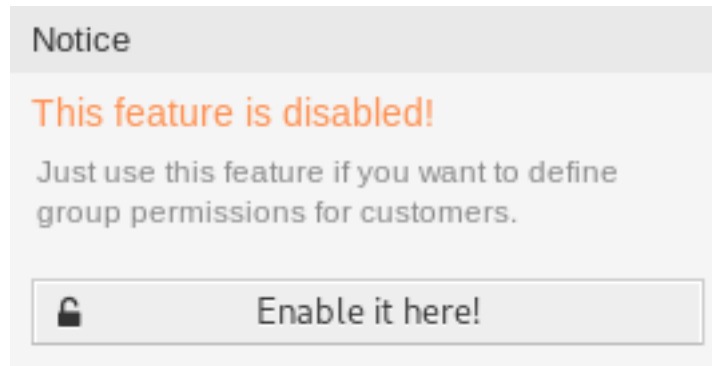 Notice
This feature is disabled!
Just use this feature if you want to define
group permissions for customers.
Enable it here!